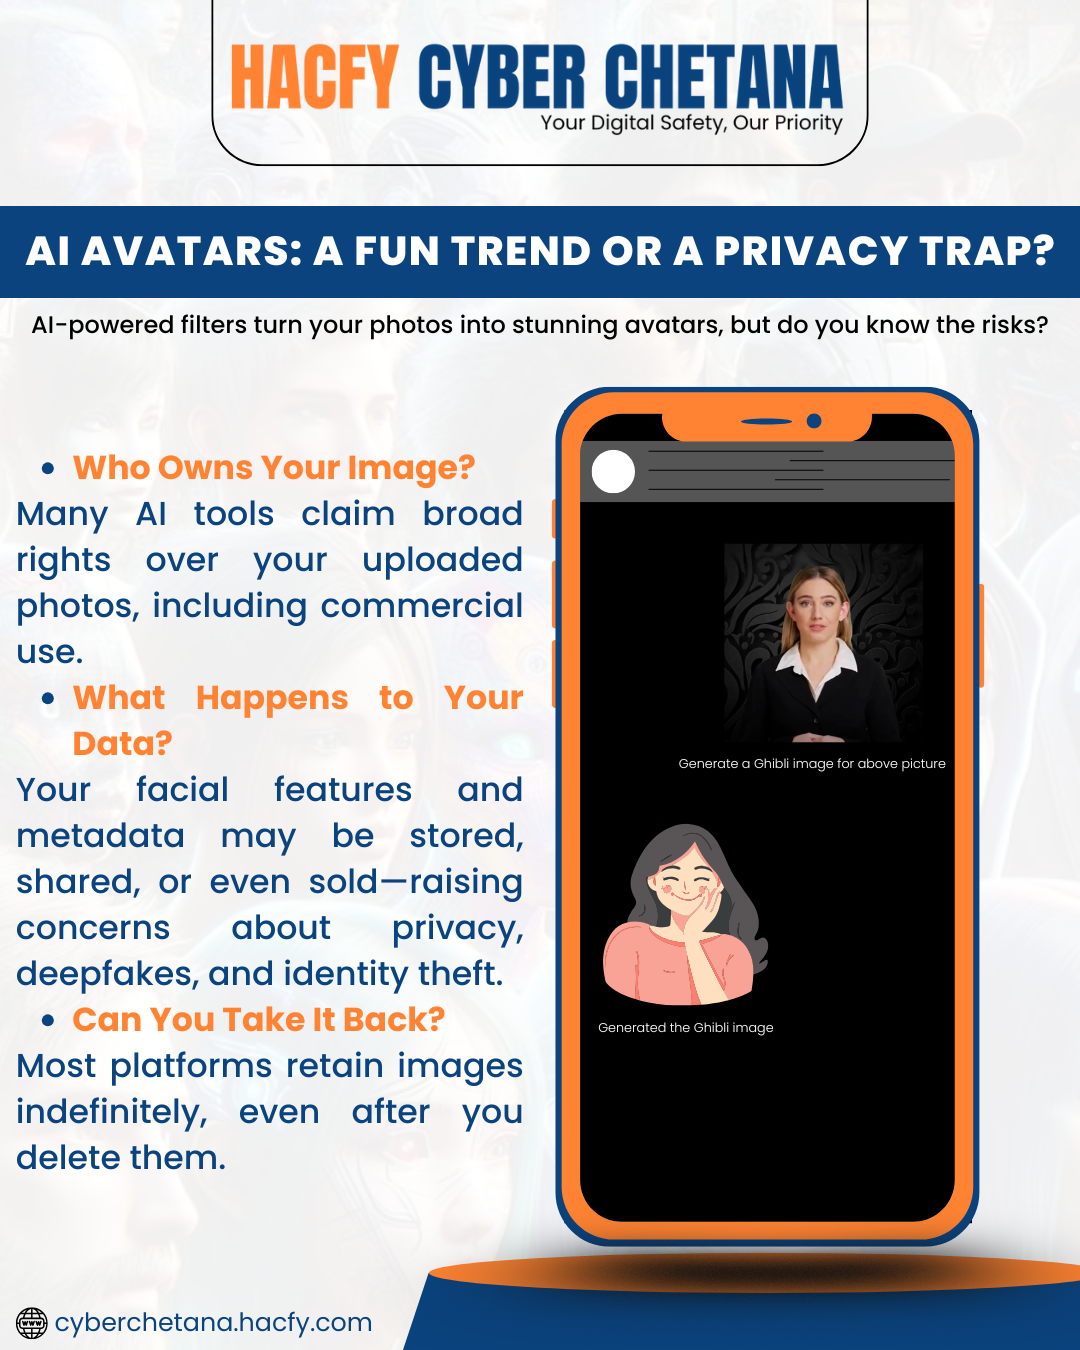 HACFY CYBER CHETANA
Your Digital Safety, Our Priority
AI AVATARS: A FUN TREND OR A PRIVACY TRAP?
AI-powered filters turn your photos into stunning avatars, but do you know the risks?
• Who Owns Your Image?
Many AI tools claim broad
rights over your uploaded
photos, including commercial
use.
• What Happens to Your
Data?
Your facial features and
metadata may be stored,
shared, or even sold—raising
concerns about privacy,
deepfakes, and identity theft.
• Can You Take It Back?
Most platforms retain images
indefinitely, even after you
delete them.
Generate a Ghibli image for above picture
Generated the Ghibli image
www
cyberchetana.hacfy.com